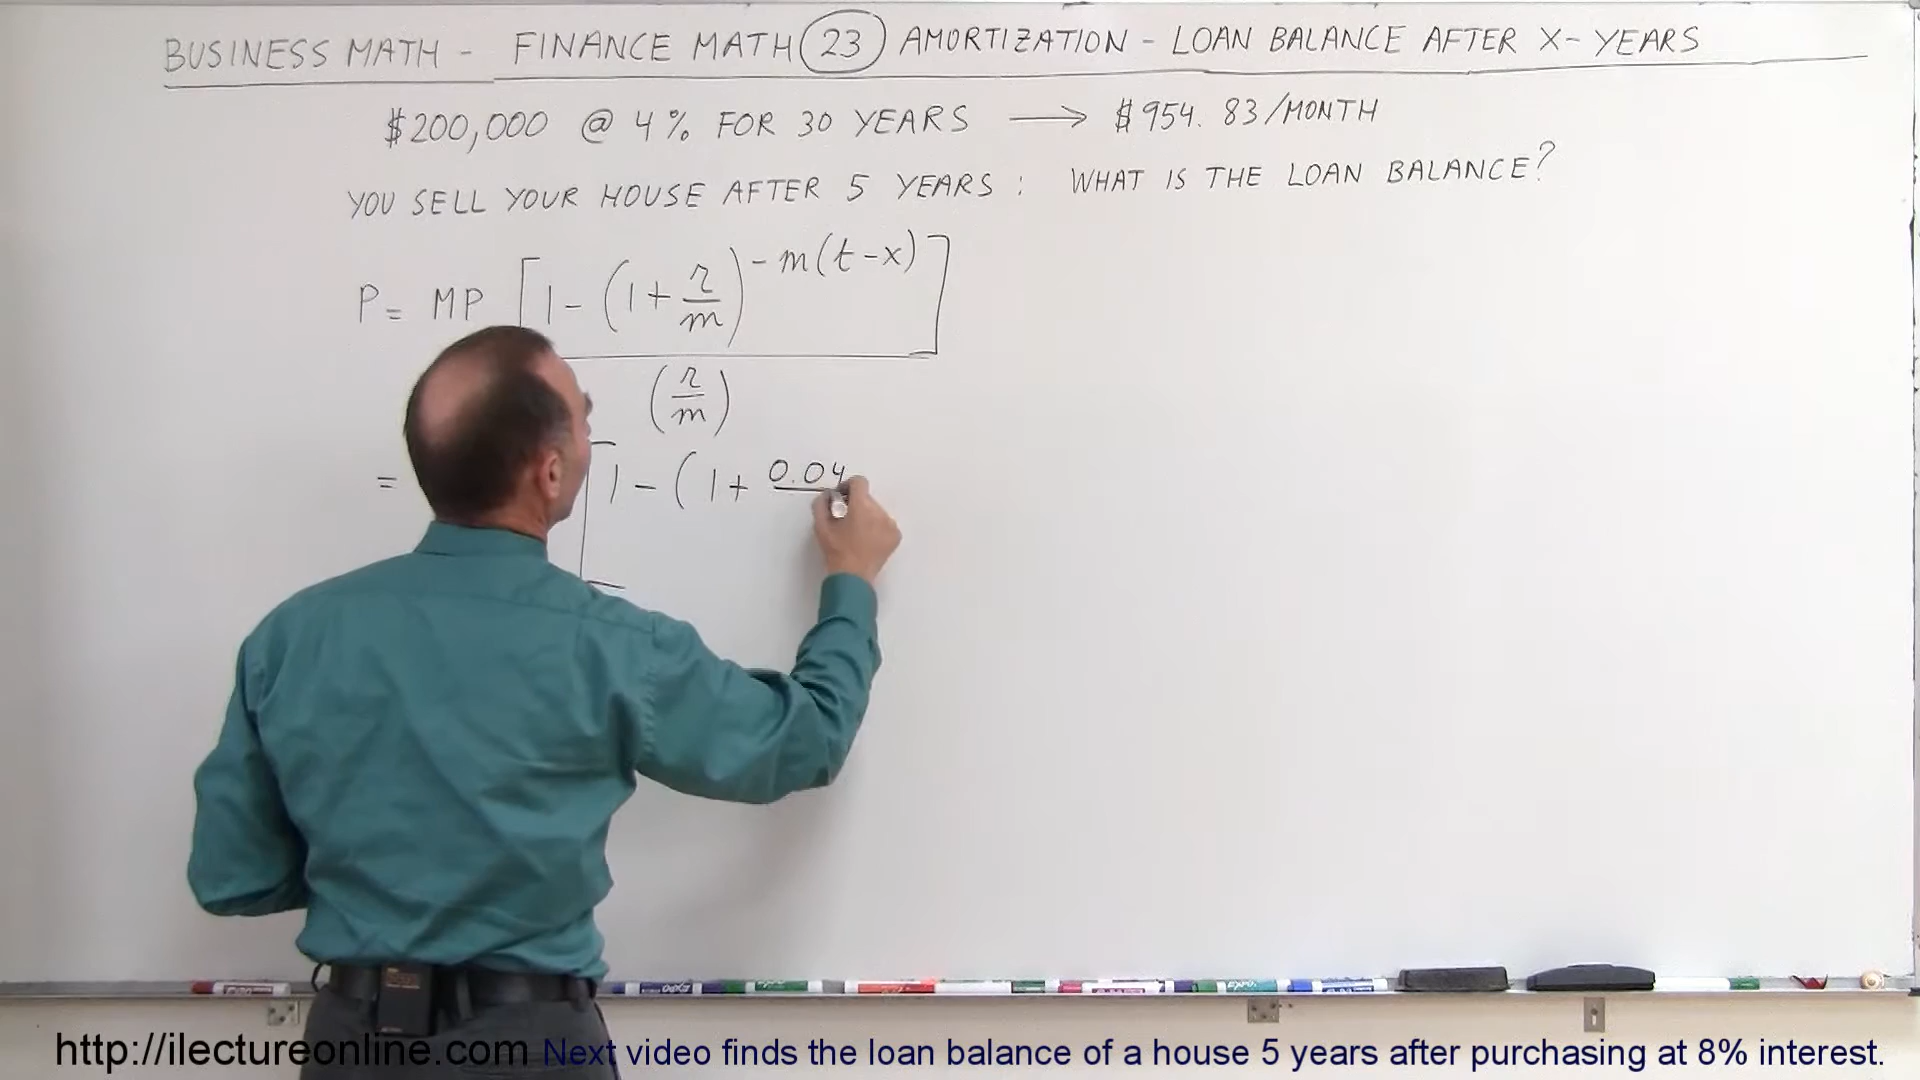 BUSINESS MATH - FINANCE MATH 23 AMORTIZATION - LOAN BALANCE AFTER X-YEARS
$200,000 @ 4% FOR 30 YEARS → $954.83/MONTH
YOU SELL YOUR HOUSE AFTER 5 YEARS: WHAT IS THE LOAN BALANCE?
P = MP [1 - (1 + r/m)^-m(t-x)]
(r/m)
= [1 - (1 + 0.04
http://ilectureonline.com Next video finds the loan balance of a house 5 years after purchasing at 8% interest.